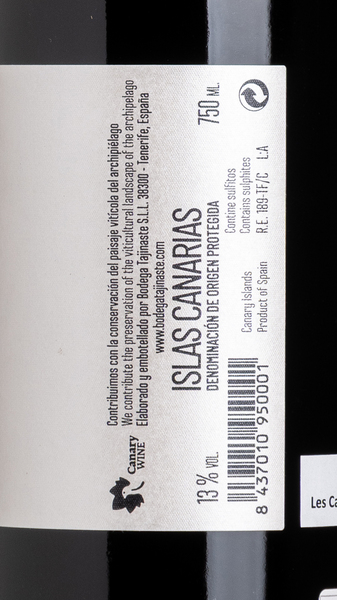 Contribuimos con la conservación del paisaje vitícola del archipiélago
We contribute the preservation of the viticultural landscape of the archipelago
Elaborado y embotellado por Bodega Tajinaste S.L.L. 38300 - Tenerife, España
www.bodegatajinaste.com
Canary
WINE
ISLAS CANARIAS
DENOMINACIÓN DE ORIGEN PROTEGIDA
13 % VOL.
750 ML.
Canary Islands
Product of Spain
Contine sulfitos
Contains sulphites
R.E. 189-TF/C L:A
8 437010 950001
Les Ca